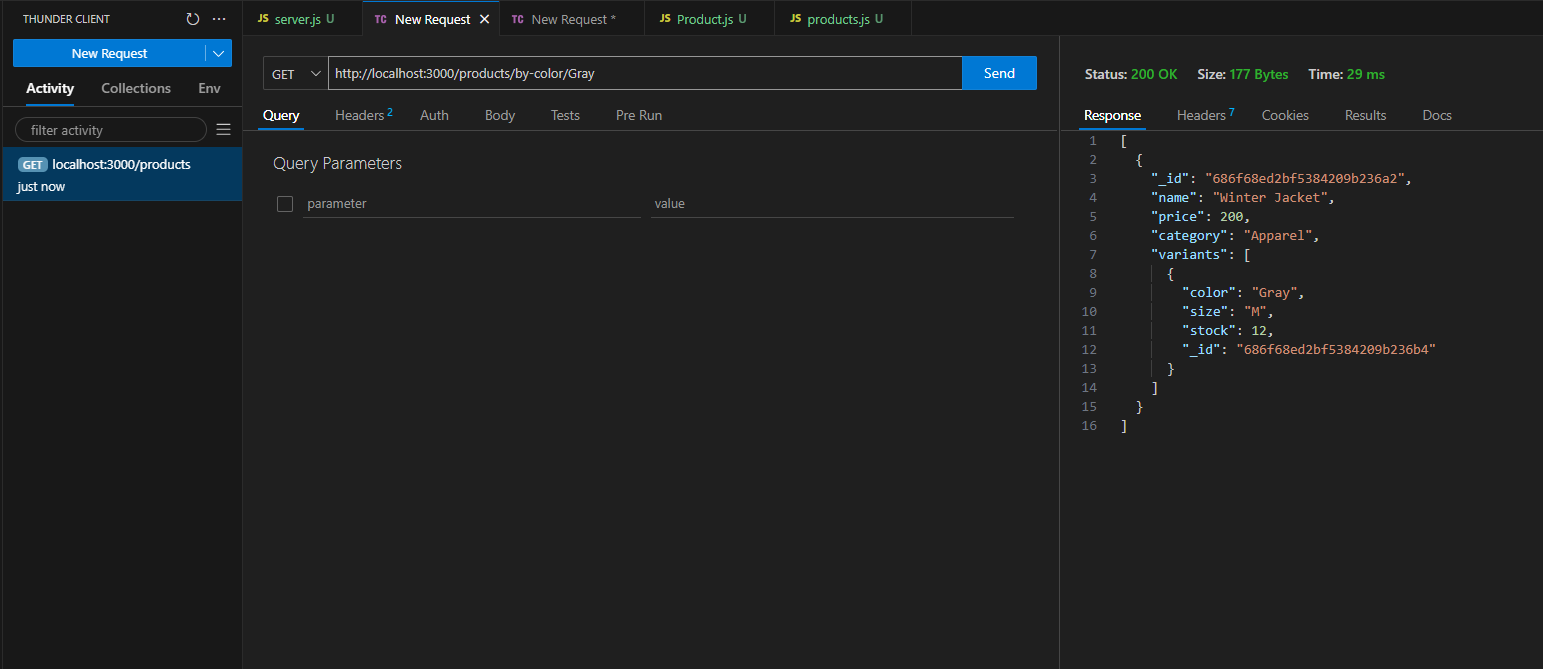 THUNDER CLIENT
New Request
Activity Collections Env
filter activity
GET localhost:3000/products
just now
JS server.js U TC New Request TC New Request * JS Product.js U JS products.js U
GET http://localhost:3000/products/by-color/Gray Send
Query Headers 2 Auth Body Tests Pre Run
Query Parameters
parameter value
Status: 200 OK Size: 177 Bytes Time: 29 ms
Response Headers 7 Cookies Results Docs
1 [
2 {
3 "_id": "686f68ed2bf5384209b236a2",
4 "name": "Winter Jacket",
5 "price": 200,
6 "category": "Apparel",
7 "variants": [
8 {
9 "color": "Gray",
10 "size": "M",
11 "stock": 12,
12 "_id": "686f68ed2bf5384209b236b4"
13 }
14 ]
15 }
16 ]